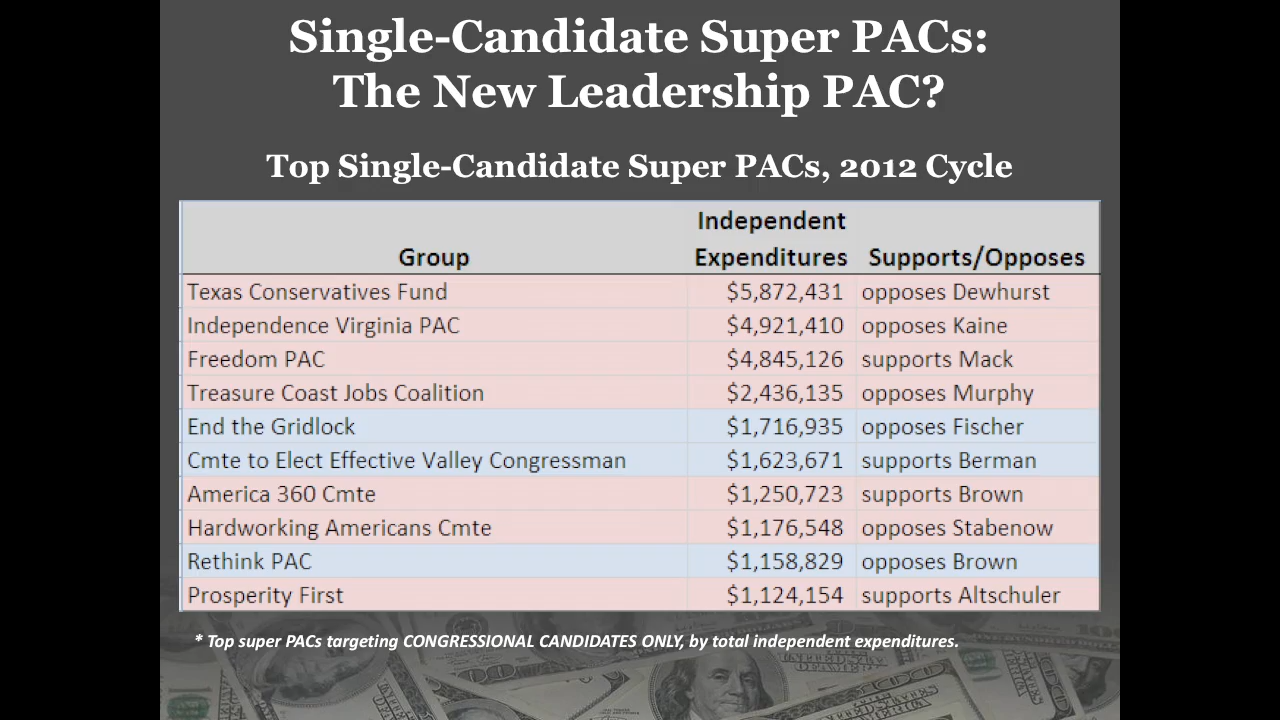 Single-Candidate Super PACs:
The New Leadership PAC?
Top Single-Candidate Super PACs, 2012 Cycle
Group Independent Expenditures Supports/Opposes
Texas Conservatives Fund $5,872,431 opposes Dewhurst
Independence Virginia PAC $4,921,410 opposes Kaine
Freedom PAC $4,845,126 supports Mack
Treasure Coast Jobs Coalition $2,436,135 opposes Murphy
End the Gridlock $1,716,935 opposes Fischer
Cmte to Elect Effective Valley Congressman $1,623,671 supports Berman
America 360 Cmte $1,250,723 supports Brown
Hardworking Americans Cmte $1,176,548 opposes Stabenow
Rethink PAC $1,158,829 opposes Brown
Prosperity First $1,124,154 supports Altschuler
* Top super PACs targeting CONGRESSIONAL CANDIDATES ONLY, by total independent expenditures.